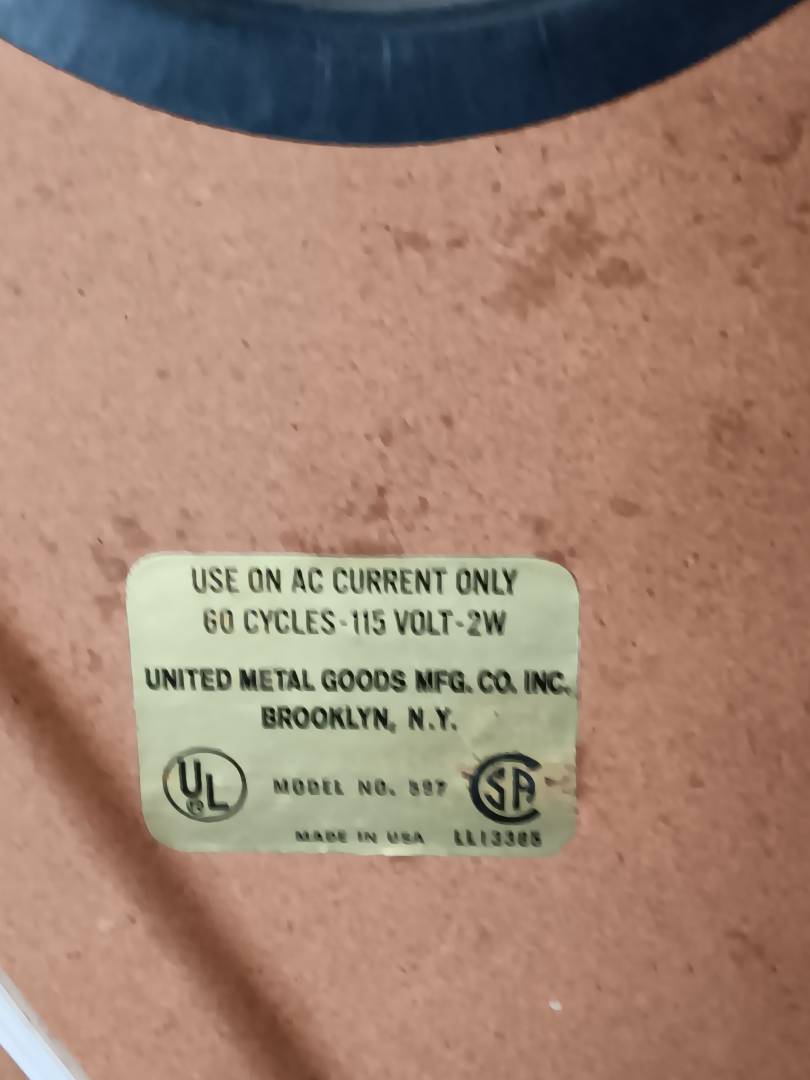 USE ON AC CURRENT ONLY
60 CYCLES-115 VOLT-2W
UNITED METAL GOODS MFG. CO. INC.
BROOKLYN, N.Y.
UL MODEL NO. SA
MADE IN USA LL13385